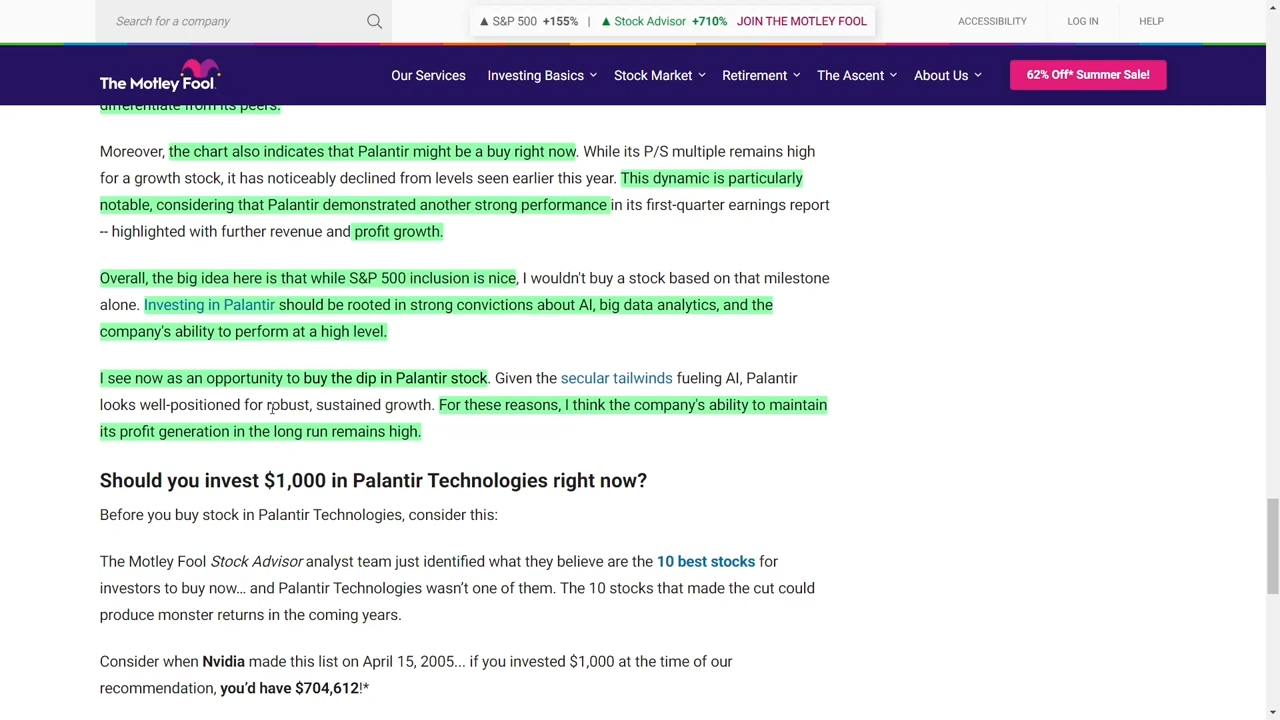 Search for a company
▲ S&P 500 +155% | ▲ Stock Advisor +710% JOIN THE MOTLEY FOOL
ACCESSIBILITY LOG IN HELP
The Motley Fool.
Our Services Investing Basics Stock Market Retirement The Ascent About Us 62% Off* Summer Sale!
differentiate from its peers.
Moreover, the chart also indicates that Palantir might be a buy right now. While its P/S multiple remains high
for a growth stock, it has noticeably declined from levels seen earlier this year. This dynamic is particularly
notable, considering that Palantir demonstrated another strong performance in its first-quarter earnings report
-- highlighted with further revenue and profit growth.
Overall, the big idea here is that while S&P 500 inclusion is nice, I wouldn't buy a stock based on that milestone
alone. Investing in Palantir should be rooted in strong convictions about AI, big data analytics, and the
company's ability to perform at a high level.
I see now as an opportunity to buy the dip in Palantir stock. Given the secular tailwinds fueling AI, Palantir
looks well-positioned for robust, sustained growth. For these reasons, I think the company's ability to maintain
its profit generation in the long run remains high.
Should you invest $1,000 in Palantir Technologies right now?
Before you buy stock in Palantir Technologies, consider this:
The Motley Fool Stock Advisor analyst team just identified what they believe are the 10 best stocks for
investors to buy now… and Palantir Technologies wasn't one of them. The 10 stocks that made the cut could
produce monster returns in the coming years.
Consider when Nvidia made this list on April 15, 2005... if you invested $1,000 at the time of our
recommendation, you'd have $704,612!*